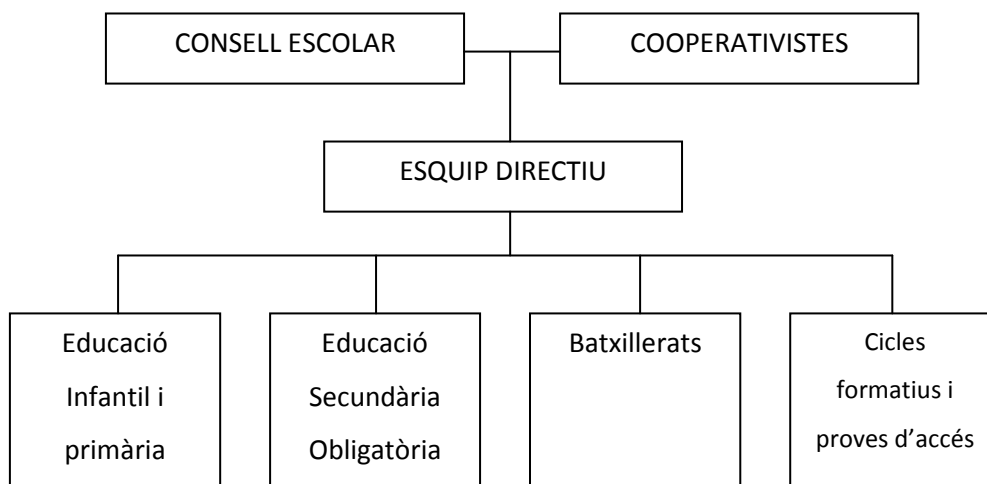 CONSELL ESCOLAR
COOPERATIVISTES
ESQUIP DIRECTIU
Educació
Infantil i
primària
Educació
Secundària
Obligatòria
Batxillerats
Cicles
formatius i
proves d’accés